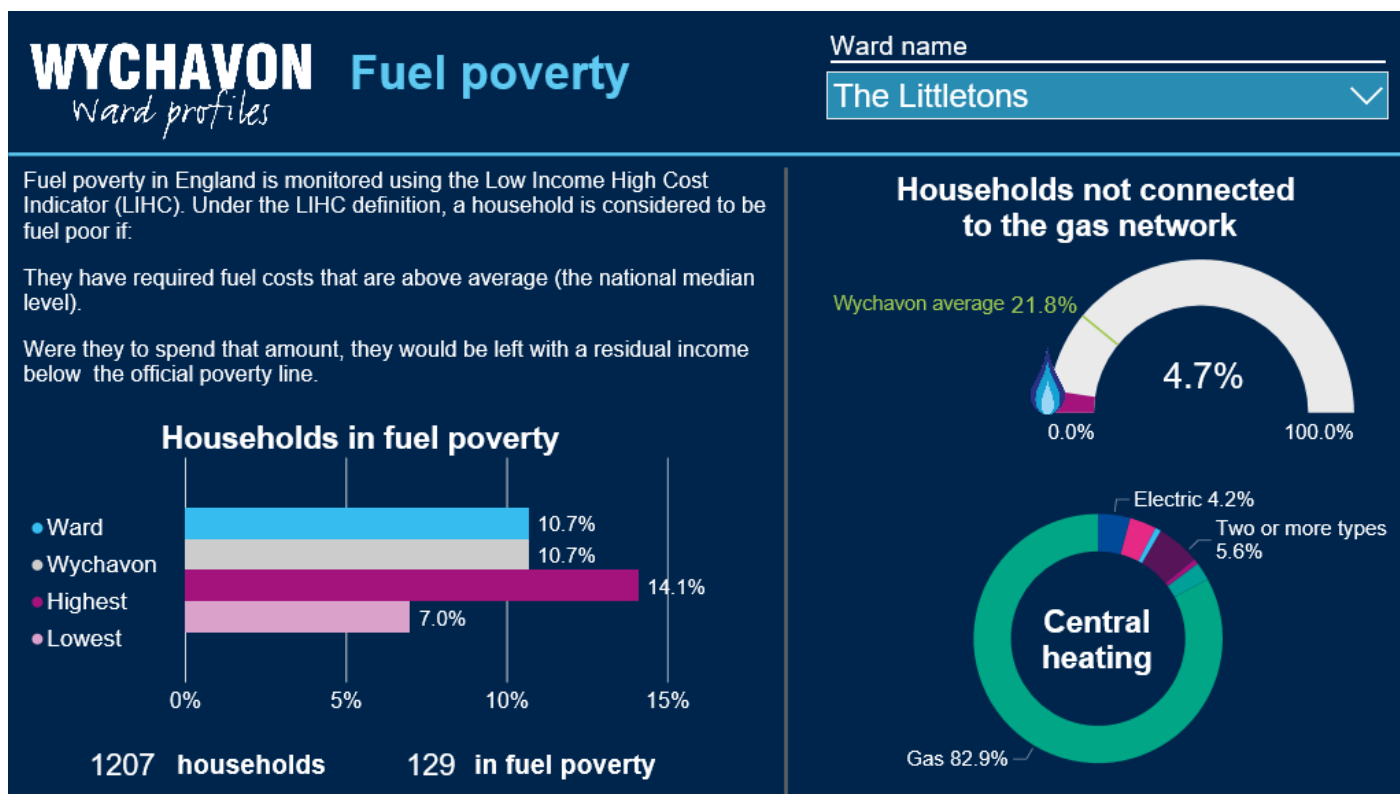 WYCHAVON
Ward profiles
Fuel poverty
Ward name
The Littletons
Fuel poverty in England is monitored using the Low Income High Cost
Indicator (LIHC). Under the LIHC definition, a household is considered to be
fuel poor if:
They have required fuel costs that are above average (the national median
level).
Were they to spend that amount, they would be left with a residual income
below  the official poverty line.
Households in fuel poverty
Ward
Wychavon
Highest
Lowest
10.7%
10.7%
14.1%
7.0%
0%
5%
10%
15%
1207 households
129 in fuel poverty
Households not connected
to the gas network
Wychavon average 21.8%
4.7%
0.0%
100.0%
Electric 4.2%
Two or more types
5.6%
Central
heating
Gas 82.9%